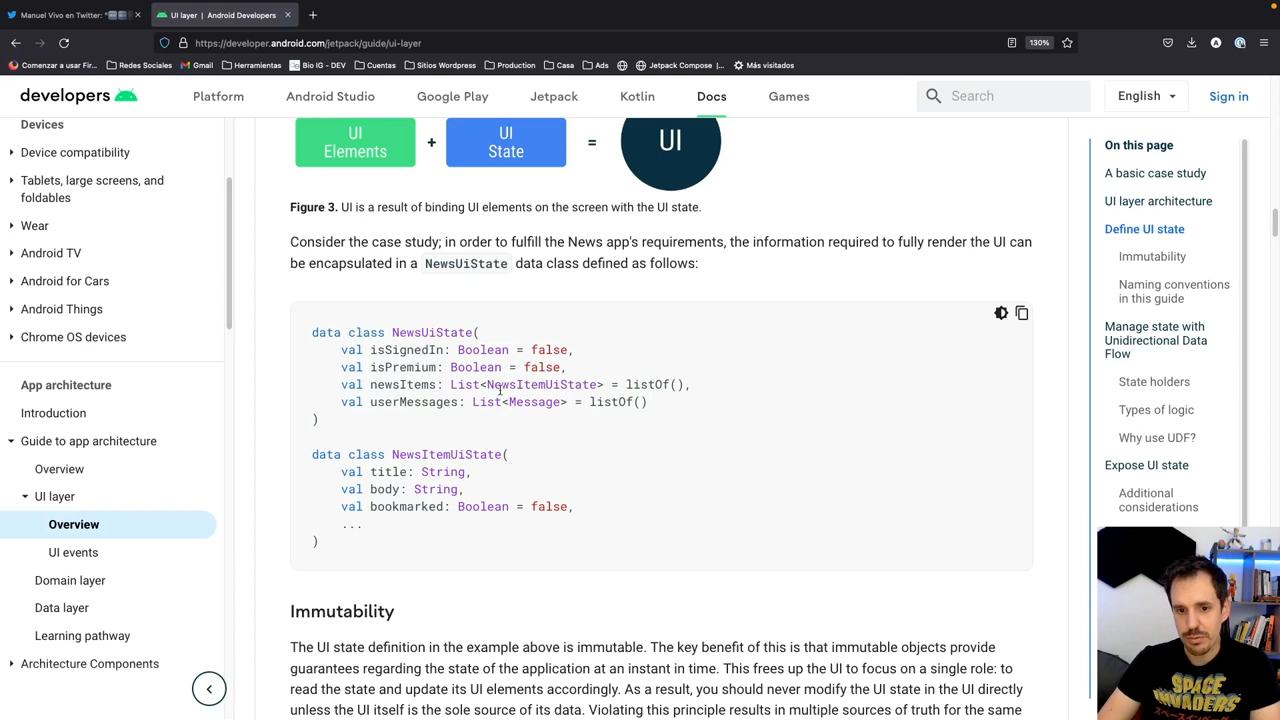 Manuel Vivo en Twitter: "
UI layer | Android Developers
https://developer.android.com/jetpack/guide/ui-layer
130%
Comenzar a usar Fir...
Redes Sociales
Gmail
Herramientas
Bio IG - DEV
Cuentas
Sitios Wordpress
Production
Casa
Ads
Jetpack Compose |...
Más visitados
developers
Platform
Android Studio
Google Play
Jetpack
Kotlin
Docs
Games
Search
English
Sign in
Devices
Device compatibility
Tablets, large screens, and
foldables
Wear
Android TV
Android for Cars
Android Things
Chrome OS devices
App architecture
Introduction
Guide to app architecture
Overview
UI layer
Overview
UI events
Domain layer
Data layer
Learning pathway
Architecture Components
UI
Elements
+
UI
State
=
UI
Figure 3. UI is a result of binding UI elements on the screen with the UI state.
Consider the case study; in order to fulfill the News app's requirements, the information required to fully render the UI can
be encapsulated in a NewsUiState data class defined as follows:
data class NewsUiState(
val isSignedIn: Boolean = false,
val isPremium: Boolean = false,
val newsItems: List<NewsItemUiState> = listOf(),
val userMessages: List<Message> = listOf()
)
data class NewsItemUiState(
val title: String,
val body: String,
val bookmarked: Boolean = false,
...
)
Immutability
The UI state definition in the example above is immutable. The key benefit of this is that immutable objects provide
guarantees regarding the state of the application at an instant in time. This frees up the UI to focus on a single role: to
read the state and update its UI elements accordingly. As a result, you should never modify the UI state in the UI directly
unless the UI itself is the sole source of its data. Violating this principle results in multiple sources of truth for the same
On this page
A basic case study
UI layer architecture
Define UI state
Immutability
Naming conventions
in this guide
Manage state with
Unidirectional Data
Flow
State holders
Types of logic
Why use UDF?
Expose UI state
Additional
considerations
SPACE
INVADERS